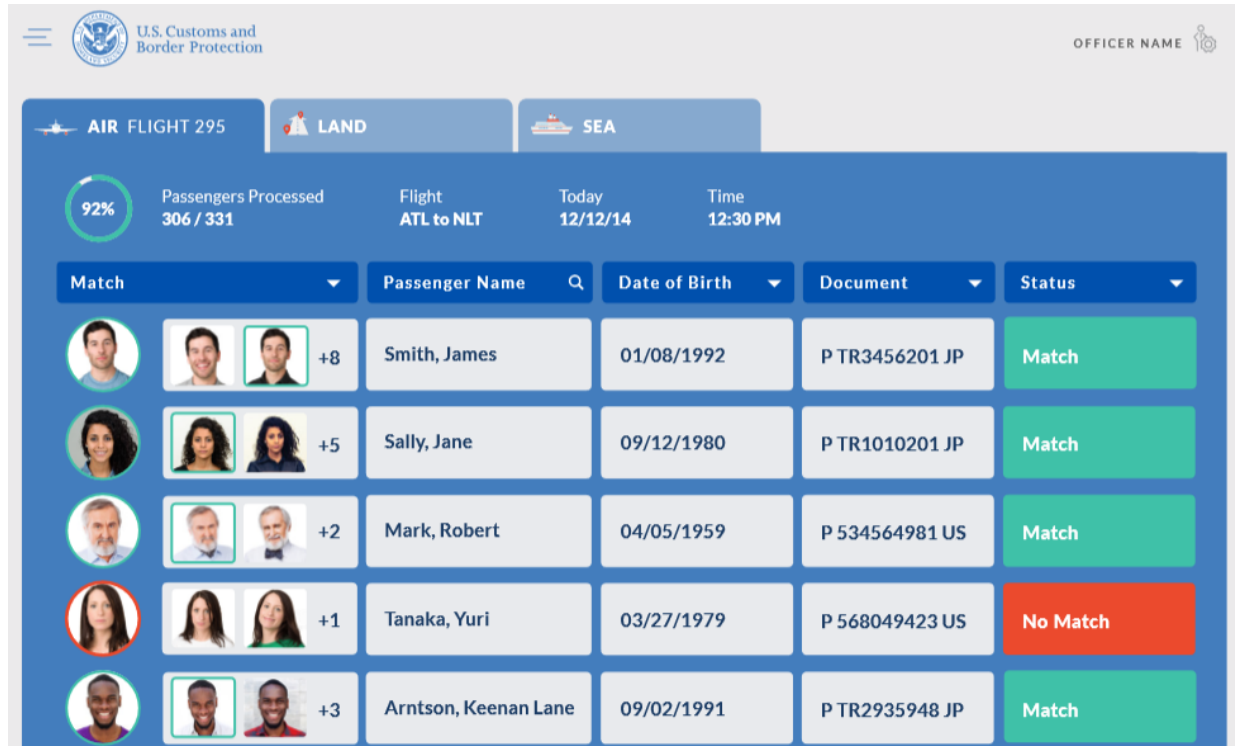 U.S. Customs and
Border Protection
OFFICER NAME
AIR FLIGHT 295
LAND
SEA
92%
Passengers Processed
306 / 331
Flight
ATL to NLT
Today
12/12/14
Time
12:30 PM
Match
Passenger Name
Date of Birth
Document
Status
+8
Smith, James
01/08/1992
P TR3456201 JP
Match
+5
Sally, Jane
09/12/1980
P TR1010201 JP
Match
+2
Mark, Robert
04/05/1959
P 534564981 US
Match
+1
Tanaka, Yuri
03/27/1979
P 568049423 US
No Match
+3
Arntson, Keenan Lane
09/02/1991
P TR2935948 JP
Match